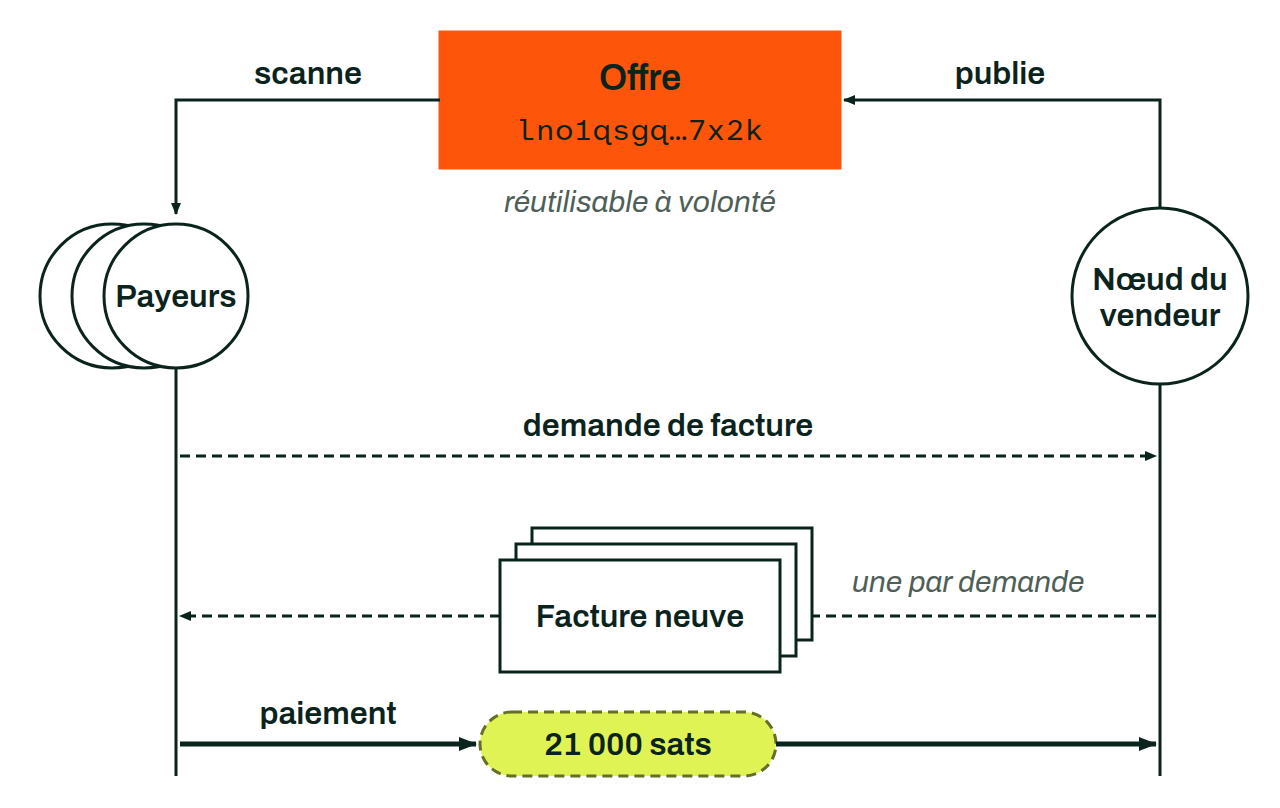 scanne
Offre
publie
lno1qsgq…7x2k
réutilisable à volonté
Payeurs
Nœud du
vendeur
demande de facture
une par demande
Facture neuve
paiement
21 000 sats